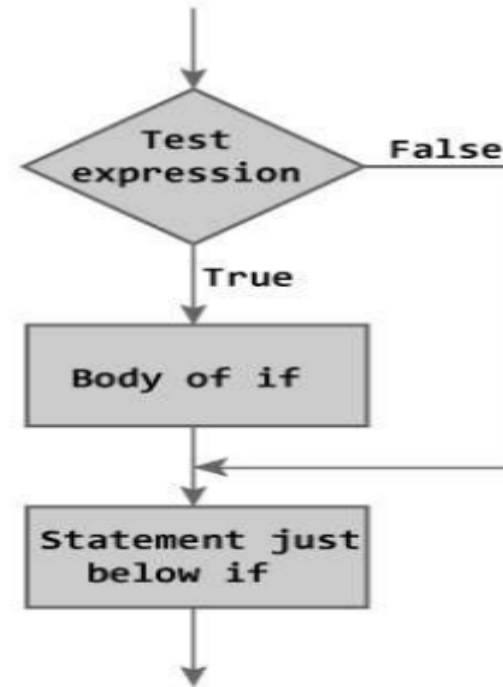 Test
expression
False
True
Body of if
Statement just
below if